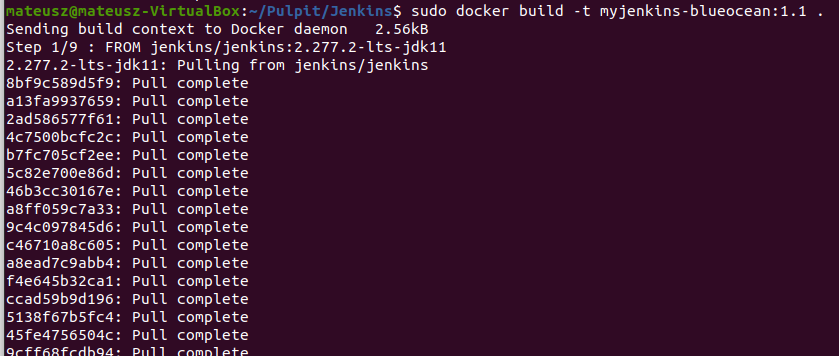 mateusz@mateusz-VirtualBox:~/Pulpit/Jenkins$ sudo docker build -t myjenkins-blueocean:1.1 .
Sending build context to Docker daemon   2.56kB
Step 1/9 : FROM jenkins/jenkins:2.277.2-lts-jdk11
2.277.2-lts-jdk11: Pulling from jenkins/jenkins
8bf9c589d5f9: Pull complete
a13fa9937659: Pull complete
2ad586577f61: Pull complete
4c7500bcfc2c: Pull complete
b7fc705cf2ee: Pull complete
5c82e700e86d: Pull complete
46b3cc30167e: Pull complete
a8ff059c7a33: Pull complete
9c4c097845d6: Pull complete
c46710a8c605: Pull complete
a8ead7c9abb4: Pull complete
f4e645b32ca1: Pull complete
ccad59b9d196: Pull complete
5138f67b5fc4: Pull complete
45fe4756504c: Pull complete
9cff68fcdb94: Pull complete